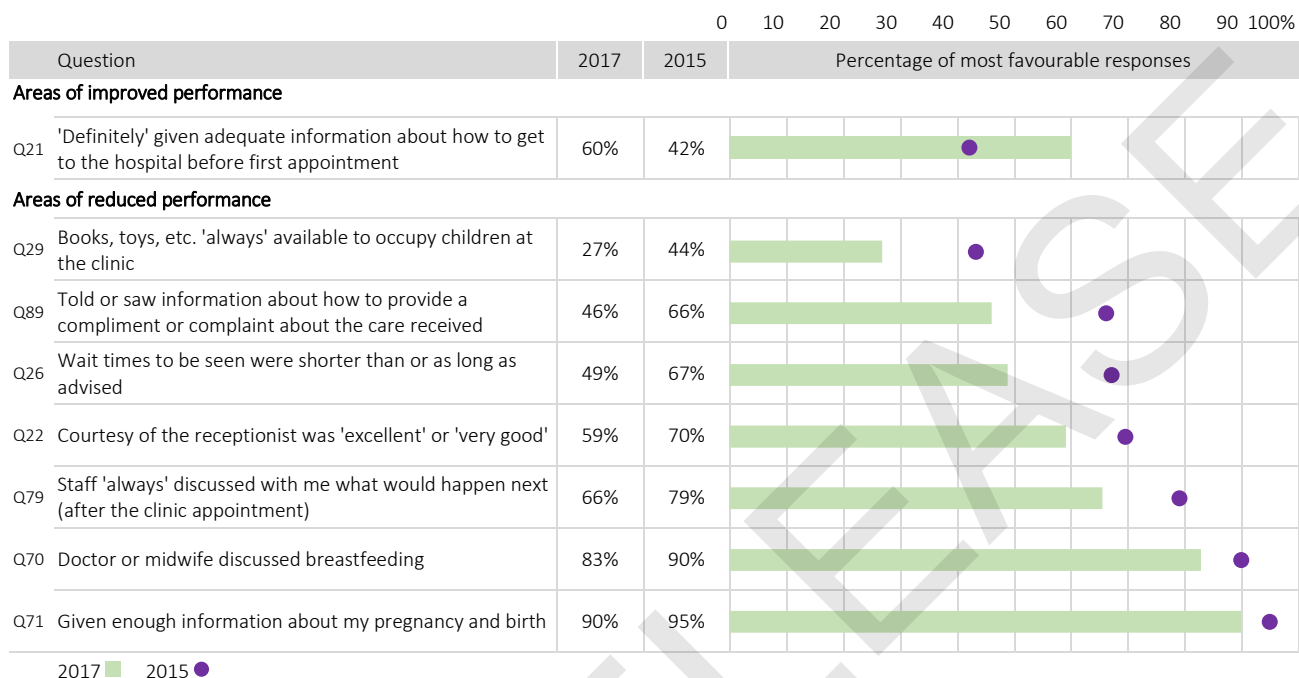 0 10 20 30 40 50 60 70 80 90 100%
Question 2017 2015 Percentage of most favourable responses
Areas of improved performance
Q21 'Definitely' given adequate information about how to get
to the hospital before first appointment 60% 42%
Areas of reduced performance
Q29 Books, toys, etc. 'always' available to occupy children at
the clinic 27% 44%
Q89 Told or saw information about how to provide a
compliment or complaint about the care received 46% 66%
Q26 Wait times to be seen were shorter than or as long as
advised 49% 67%
Q22 Courtesy of the receptionist was 'excellent' or 'very good' 59% 70%
Q79 Staff 'always' discussed with me what would happen next
(after the clinic appointment) 66% 79%
Q70 Doctor or midwife discussed breastfeeding 83% 90%
Q71 Given enough information about my pregnancy and birth 90% 95%
2017 2015